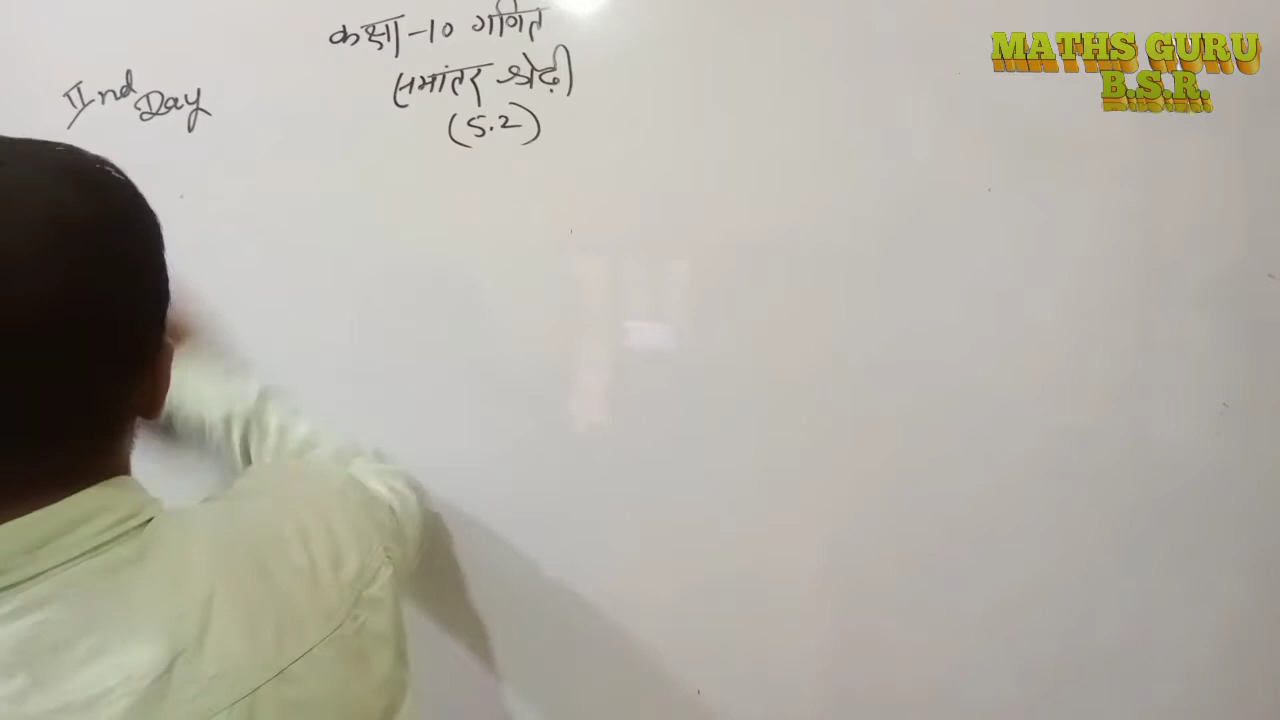 कक्षा-10 गणित
समांतर श्रेढ़ी
(5.2)
IInd Day
MATHS GURU
B.S.R.